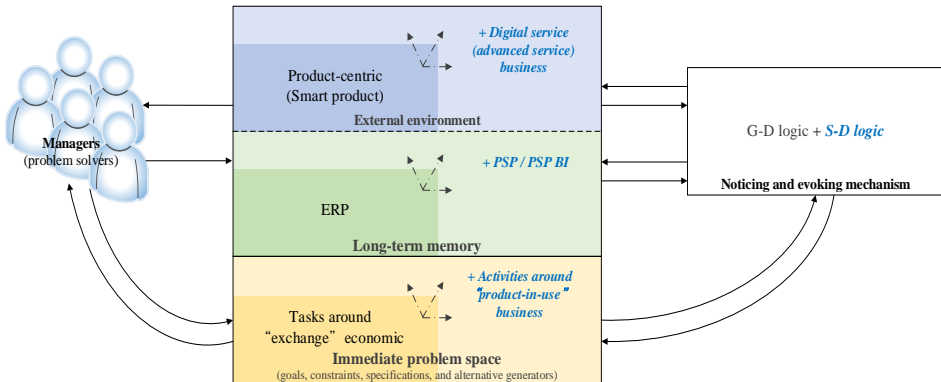 Managers
(problem solvers)
+ Digital service
(advanced service)
business
Product-centric
(Smart product)
External environment
+ PSP / PSP BI
ERP
Long-term memory
+ Activities around
“product-in-use”
business
Tasks around
“exchange” economic
Immediate problem space
(goals, constraints, specifications, and alternative generators)
G-D logic + S-D logic
Noticing and evoking mechanism